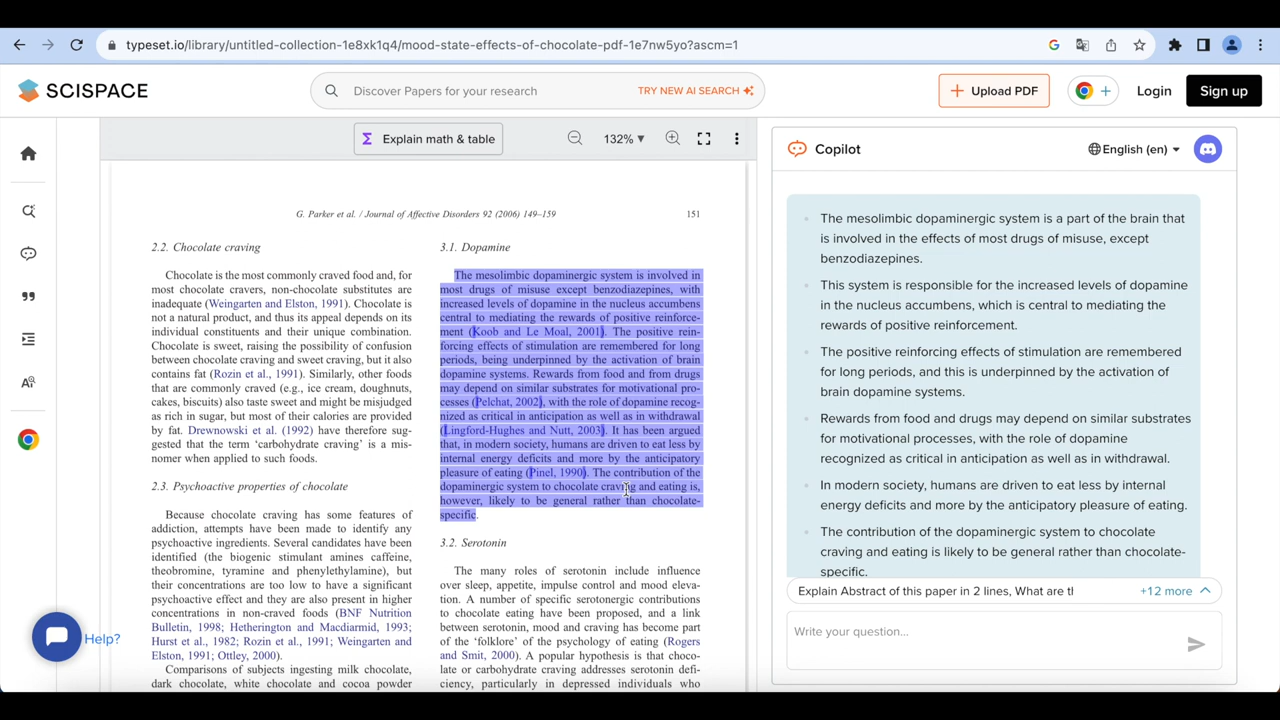 typeset.io/library/untitled-collection-1e8xk1q4/mood-state-effects-of-chocolate-pdf-1e7nw5yo?ascm=1
SCISPACE
Discover Papers for your research
TRY NEW AI SEARCH
Upload PDF
Login
Sign up
Explain math & table
132%
G. Parker et al. / Journal of Affective Disorders 92 (2006) 149–159
151
2.2. Chocolate craving
Chocolate is the most commonly craved food and, for
most chocolate cravers, non-chocolate substitutes are
inadequate (Weingarten and Elston, 1991). Chocolate is
not a natural product, and thus its appeal depends on its
individual constituents and their unique combination.
Chocolate is sweet, raising the possibility of confusion
between chocolate craving and sweet craving, but it also
contains fat (Rozin et al., 1991). Similarly, other foods
that are commonly craved (e.g., ice cream, doughnuts,
cakes, biscuits) also taste sweet and might be misjudged
as rich in sugar, but most of their calories are provided
by fat. Drewnowski et al. (1992) have therefore sug-
gested that the term ‘carbohydrate craving’ is a mis-
nomer when applied to such foods.
2.3. Psychoactive properties of chocolate
Because chocolate craving has some features of
addiction, attempts have been made to identify any
psychoactive ingredients. Several candidates have been
identified (the biogenic stimulant amines caffeine,
theobromine, tyramine and phenylethylamine), but
their concentrations are too low to have a significant
psychoactive effect and they are also present in higher
concentrations in non-craved foods (BNF Nutrition
Bulletin, 1998; Hetherington and Macdiarmid, 1993;
Hurst et al., 1982; Rozin et al., 1991; Weingarten and
Elston, 1991; Ottley, 2000).
Comparisons of subjects ingesting milk chocolate,
dark chocolate, white chocolate and cocoa powder
3.1. Dopamine
The mesolimbic dopaminergic system is involved in
most drugs of misuse except benzodiazepines, with
increased levels of dopamine in the nucleus accumbens
central to mediating the rewards of positive reinforce-
ment (Koob and Le Moal, 2001). The positive rein-
forcing effects of stimulation are remembered for long
periods, being underpinned by the activation of brain
dopamine systems. Rewards from food and from drugs
may depend on similar substrates for motivational pro-
cesses (Pelchat, 2002), with the role of dopamine recog-
nized as critical in anticipation as well as in withdrawal
(Lingford-Hughes and Nutt, 2003). It has been argued
that, in modern society, humans are driven to eat less by
internal energy deficits and more by the anticipatory
pleasure of eating (Pinel, 1990). The contribution of the
dopaminergic system to chocolate craving and eating is,
however, likely to be general rather than chocolate-
specific.
3.2. Serotonin
The many roles of serotonin include influence
over sleep, appetite, impulse control and mood eleva-
tion. A number of specific serotonergic contributions
to chocolate eating have been proposed, and a link
between serotonin, mood and craving has become part
of the ‘folklore’ of the psychology of eating (Rogers
and Smit, 2000). A popular hypothesis is that choco-
late or carbohydrate craving addresses serotonin defi-
ciency, particularly in depressed individuals who
Copilot
English (en)
The mesolimbic dopaminergic system is a part of the brain that
is involved in the effects of most drugs of misuse, except
benzodiazepines.
This system is responsible for the increased levels of dopamine
in the nucleus accumbens, which is central to mediating the
rewards of positive reinforcement.
The positive reinforcing effects of stimulation are remembered
for long periods, and this is underpinned by the activation of
brain dopamine systems.
Rewards from food and drugs may depend on similar substrates
for motivational processes, with the role of dopamine
recognized as critical in anticipation as well as in withdrawal.
In modern society, humans are driven to eat less by internal
energy deficits and more by the anticipatory pleasure of eating.
The contribution of the dopaminergic system to chocolate
craving and eating is likely to be general rather than chocolate-
specific.
Explain Abstract of this paper in 2 lines, What are tl
+12 more
Write your question...
Help?